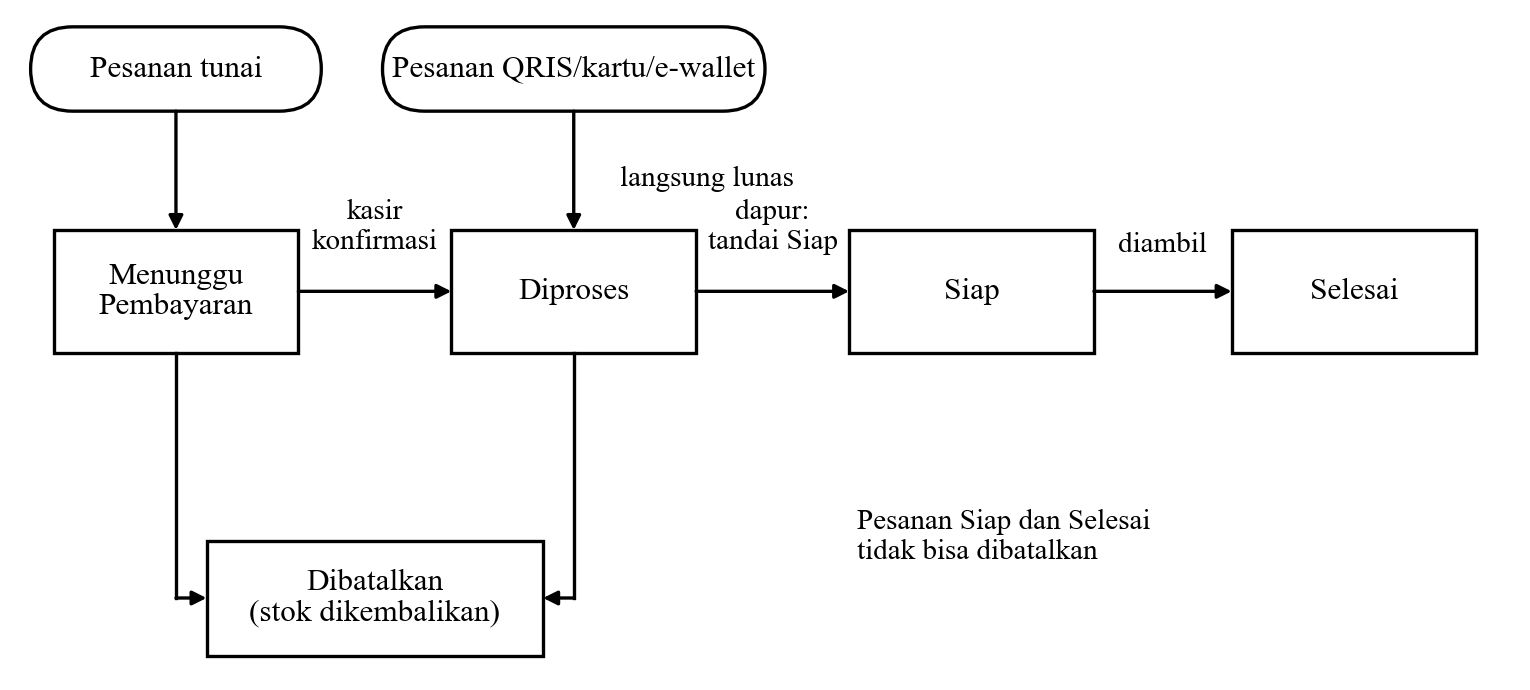 Pesanan tunai
Pesanan QRIS/kartu/e-wallet
langsung lunas
kasir
konfirmasi
dapur:
tandai Siap
diambil
Menunggu
Pembayaran
Diproses
Siap
Selesai
Pesanan Siap dan Selesai
tidak bisa dibatalkan
Dibatalkan
(stok dikembalikan)